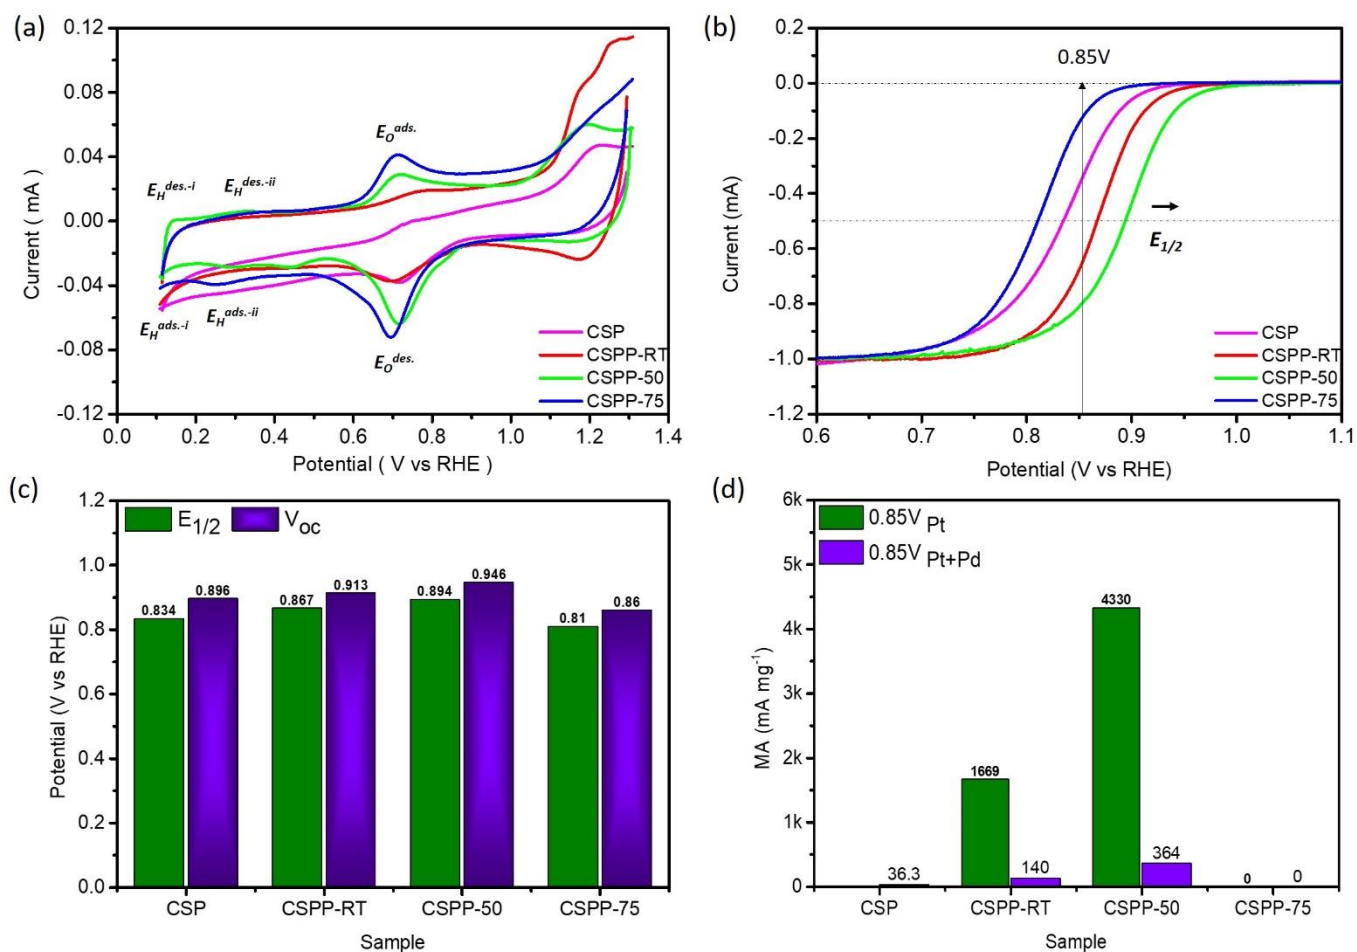 (a)
0.12
0.08
0.04
0.00
-0.04
-0.08
-0.12
Current ( mA )
E_H^des.-i
E_H^des.-ii
E_O^ads.
E_H^ads.-i
E_H^ads.-ii
E_O^des.
CSP
CSPP-RT
CSPP-50
CSPP-75
0.0 0.2 0.4 0.6 0.8 1.0 1.2 1.4
Potential ( V vs RHE )
(b)
0.2
0.0
-0.2
-0.4
-0.6
-0.8
-1.0
-1.2
Current (mA)
0.85V
E_1/2
CSP
CSPP-RT
CSPP-50
CSPP-75
0.6 0.7 0.8 0.9 1.0 1.1
Potential (V vs RHE)
(c)
1.2
1.0
0.8
0.6
0.4
0.2
0.0
Potential (V vs RHE)
E_1/2 V_oc
0.834 0.896 0.867 0.913 0.894 0.946 0.81 0.86
CSP CSPP-RT CSPP-50 CSPP-75
Sample
(d)
6k
5k
4k
3k
2k
1k
0
MA (mA mg^-1)
0.85V Pt
0.85V Pt+Pd
36.3 1669 140 4330 364 0 0
CSP CSPP-RT CSPP-50 CSPP-75
Sample